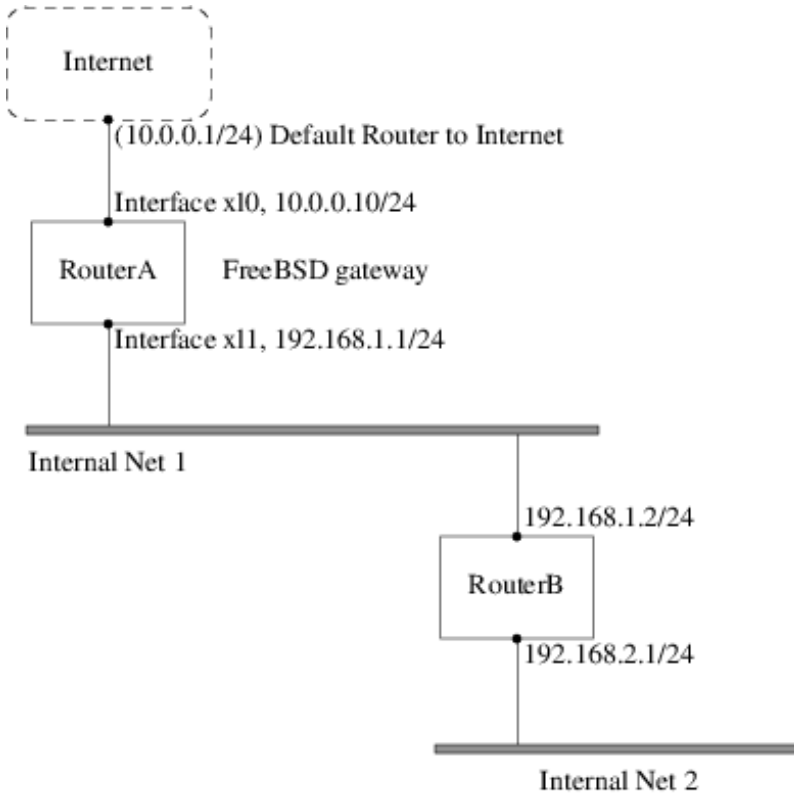 Internet
(10.0.0.1/24) Default Router to Internet
Interface xl0, 10.0.0.10/24
RouterA
FreeBSD gateway
Interface xl1, 192.168.1.1/24
Internal Net 1
192.168.1.2/24
RouterB
192.168.2.1/24
Internal Net 2